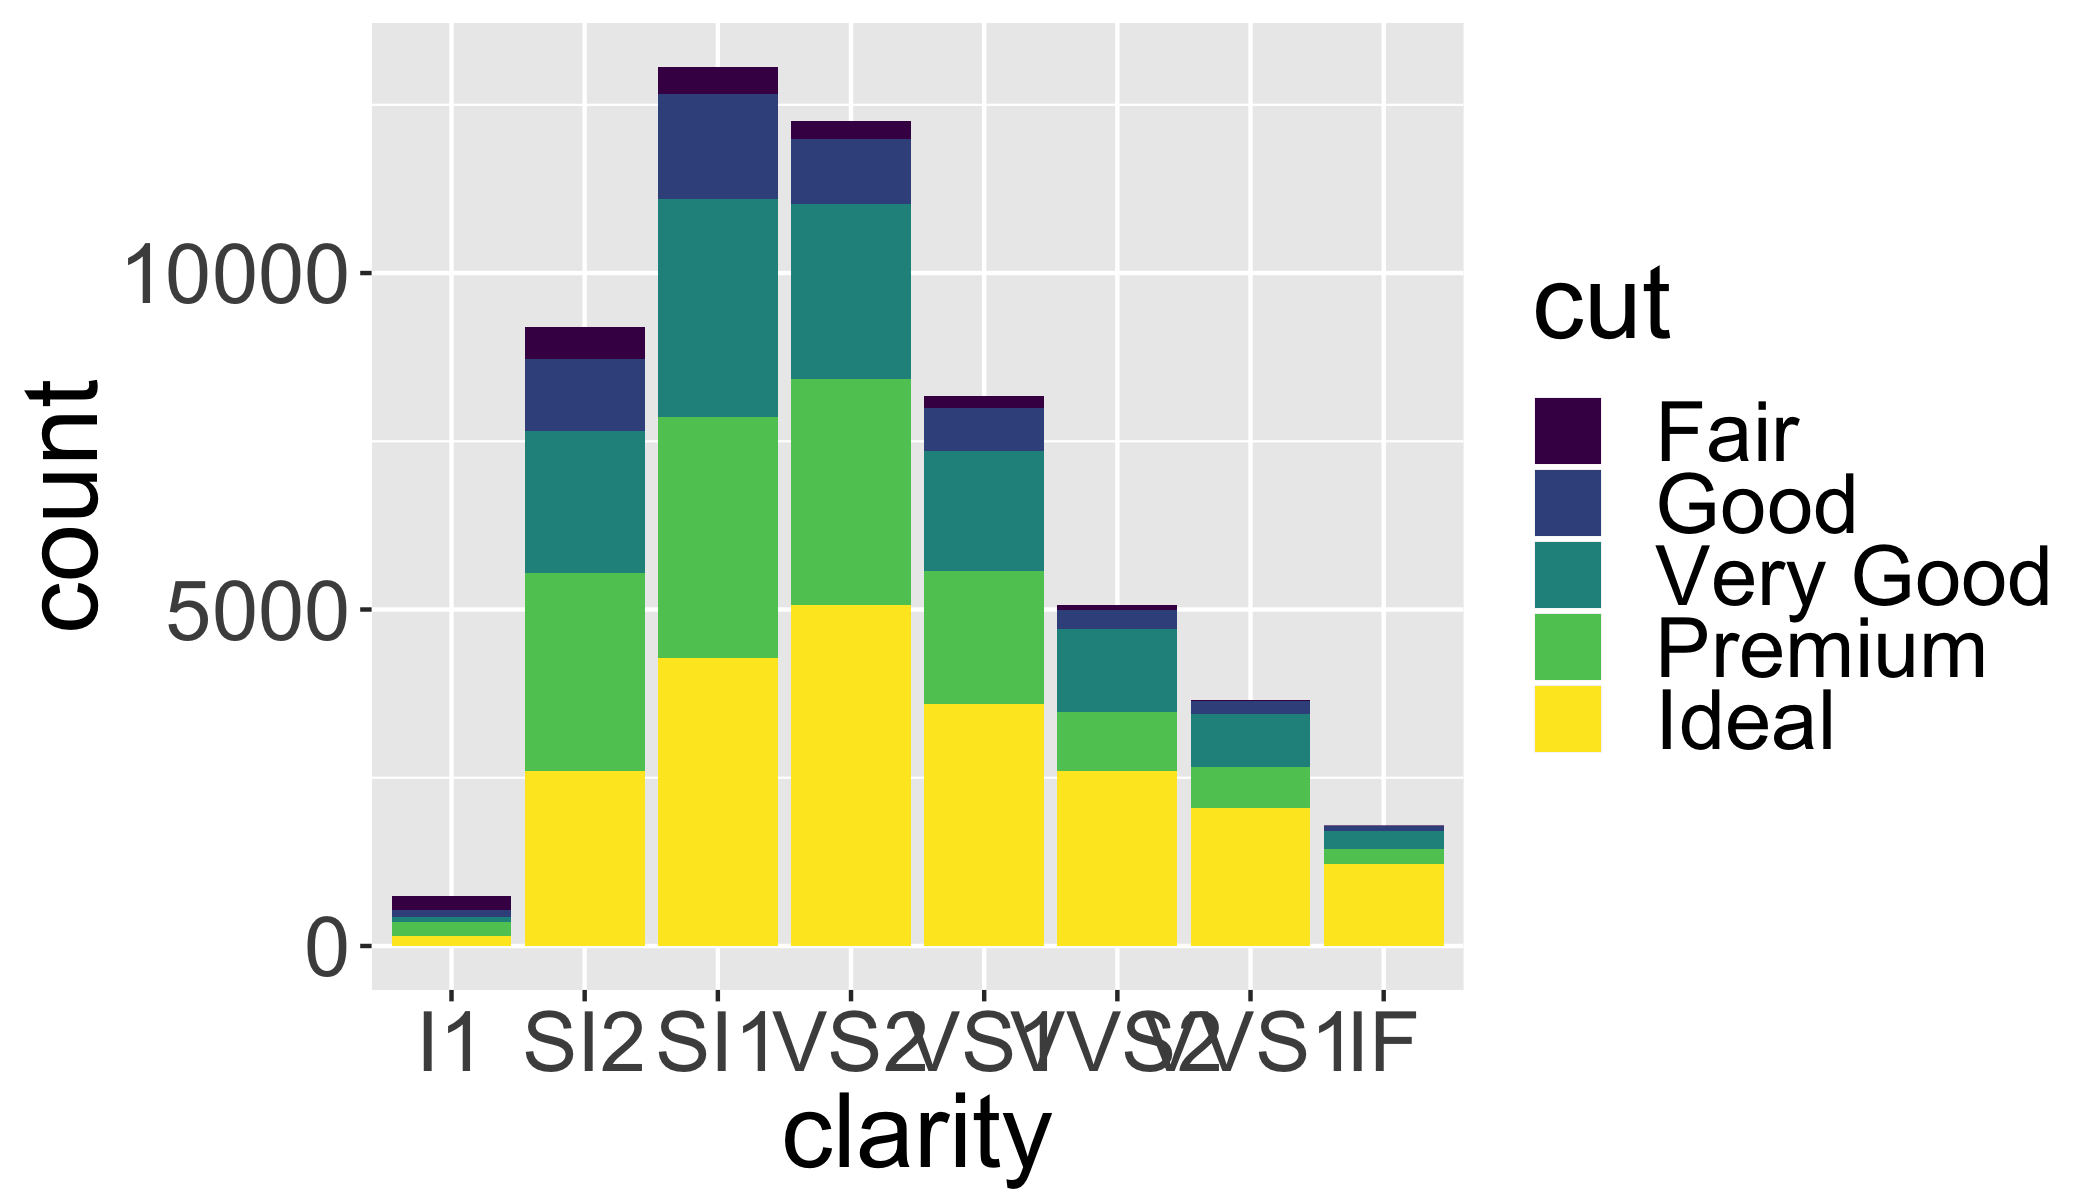 count
10000
5000
0
I1 SI2 SI1 VS2 VS1 VVS2 VVS1 IF
clarity
cut
Fair
Good
Very Good
Premium
Ideal